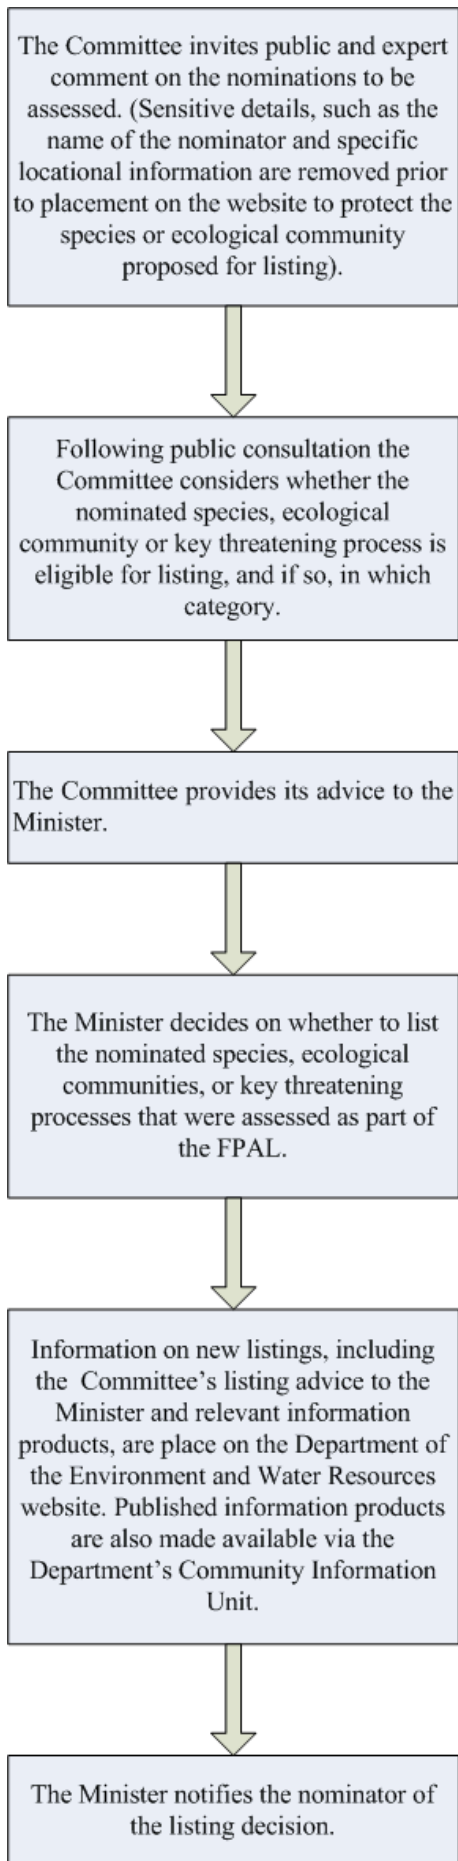 The Committee invites public and expert
comment on the nominations to be
assessed. (Sensitive details, such as the
name of the nominator and specific
locational information are removed prior
to placement on the website to protect the
species or ecological community
proposed for listing).
Following public consultation the
Committee considers whether the
nominated species, ecological
community or key threatening process is
eligible for listing, and if so, in which
category.
The Committee provides its advice to the
Minister.
The Minister decides on whether to list
the nominated species, ecological
communities, or key threatening
processes that were assessed as part of
the FPAL.
Information on new listings, including
the Committee’s listing advice to the
Minister and relevant information
products, are place on the Department of
the Environment and Water Resources
website. Published information products
are also made available via the
Department’s Community Information
Unit.
The Minister notifies the nominator of
the listing decision.